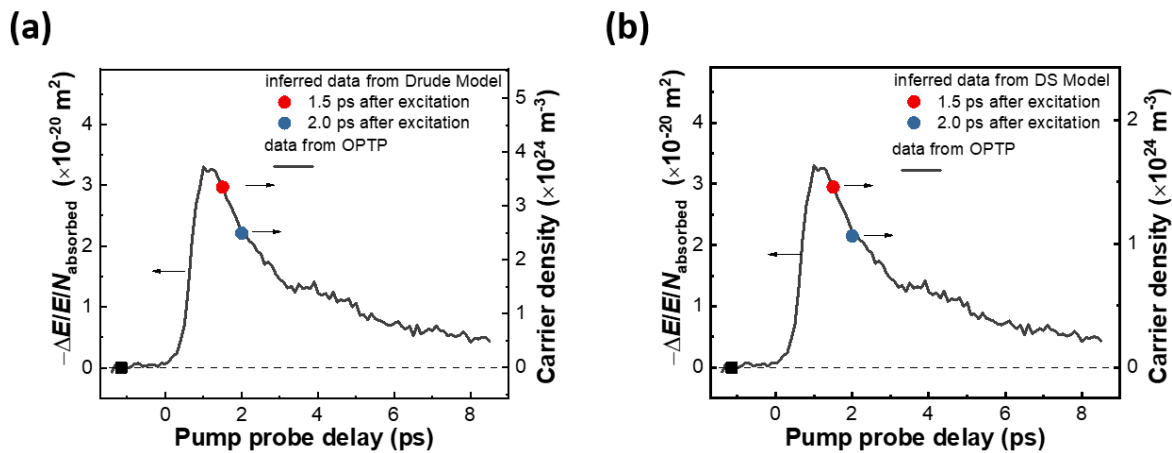 (a)
inferred data from Drude Model
1.5 ps after excitation
2.0 ps after excitation
data from OPTP
−ΔE/E/N_absorbed (×10⁻²⁰ m²)
4
3
2
1
0
Carrier density (×10²⁴ m⁻³)
5
4
3
2
1
0
0 2 4 6 8
Pump probe delay (ps)
(b)
inferred data from DS Model
1.5 ps after excitation
2.0 ps after excitation
data from OPTP
−ΔE/E/N_absorbed (×10⁻²⁰ m²)
4
3
2
1
0
Carrier density (×10²⁴ m⁻³)
2
1
0
0 2 4 6 8
Pump probe delay (ps)